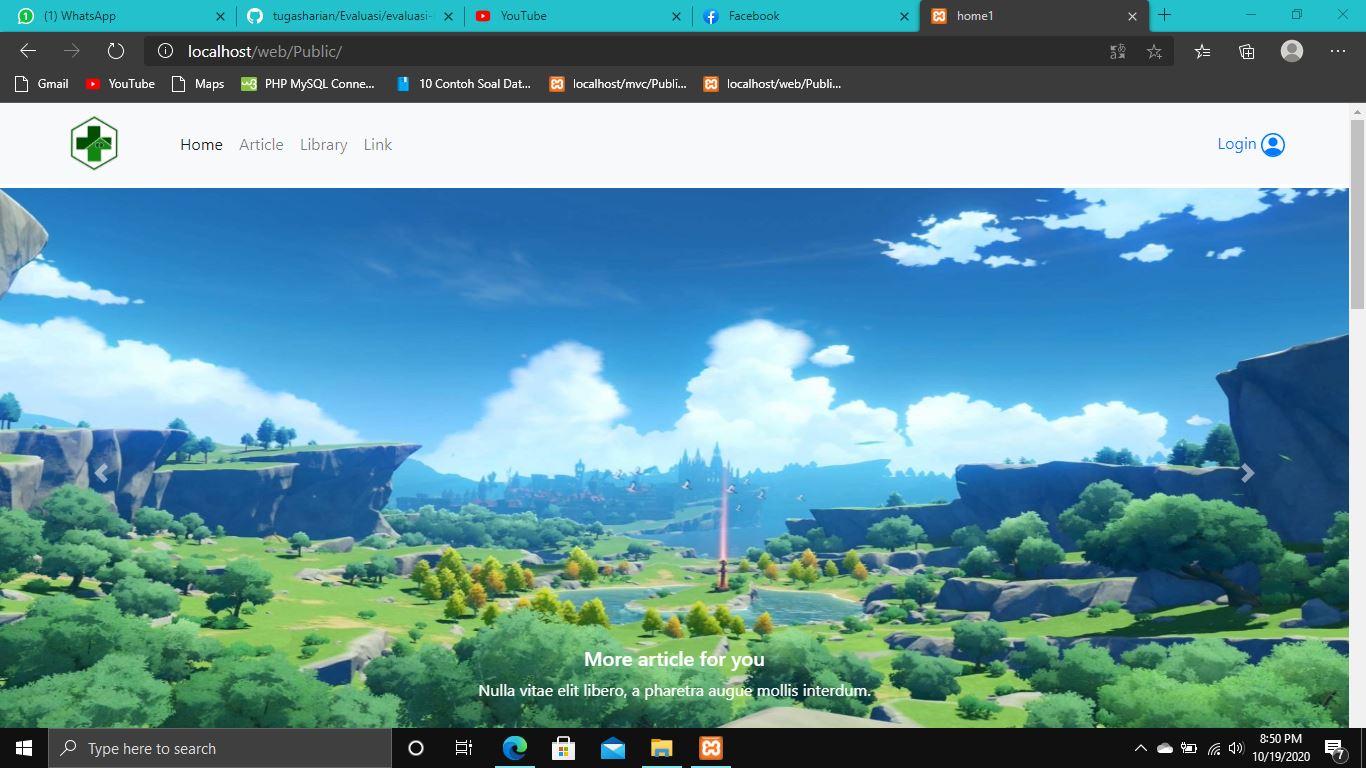 (1) WhatsApp
tugasharian/Evaluasi/evaluasi-
YouTube
Facebook
home1
localhost/web/Public/
Gmail
YouTube
Maps
PHP MySQL Conne...
10 Contoh Soal Dat...
localhost/mvc/Publi...
localhost/web/Publi...
Home
Article
Library
Link
Login
More article for you
Nulla vitae elit libero, a pharetra augue mollis interdum.
Type here to search
8:50 PM
10/19/2020
7